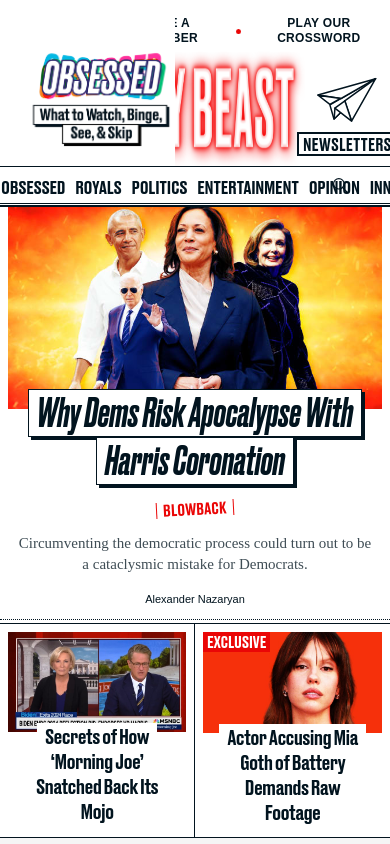 PLAY OUR
CROSSWORD
OBSESSED
What to Watch, Binge,
See, & Skip
Y BEAST
NEWSLETTERS
OBSESSED ROYALS POLITICS ENTERTAINMENT OPINION INN
Why Dems Risk Apocalypse With
Harris Coronation
BLOWBACK
Circumventing the democratic process could turn out to be
a cataclysmic mistake for Democrats.
Alexander Nazaryan
MSNBC
Secrets of How
‘Morning Joe’
Snatched Back Its
Mojo
EXCLUSIVE
Actor Accusing Mia
Goth of Battery
Demands Raw
Footage